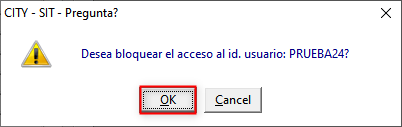 CITY - SIT - Pregunta?
Desea bloquear el acceso al id. usuario: PRUEBA24?
OK
Cancel